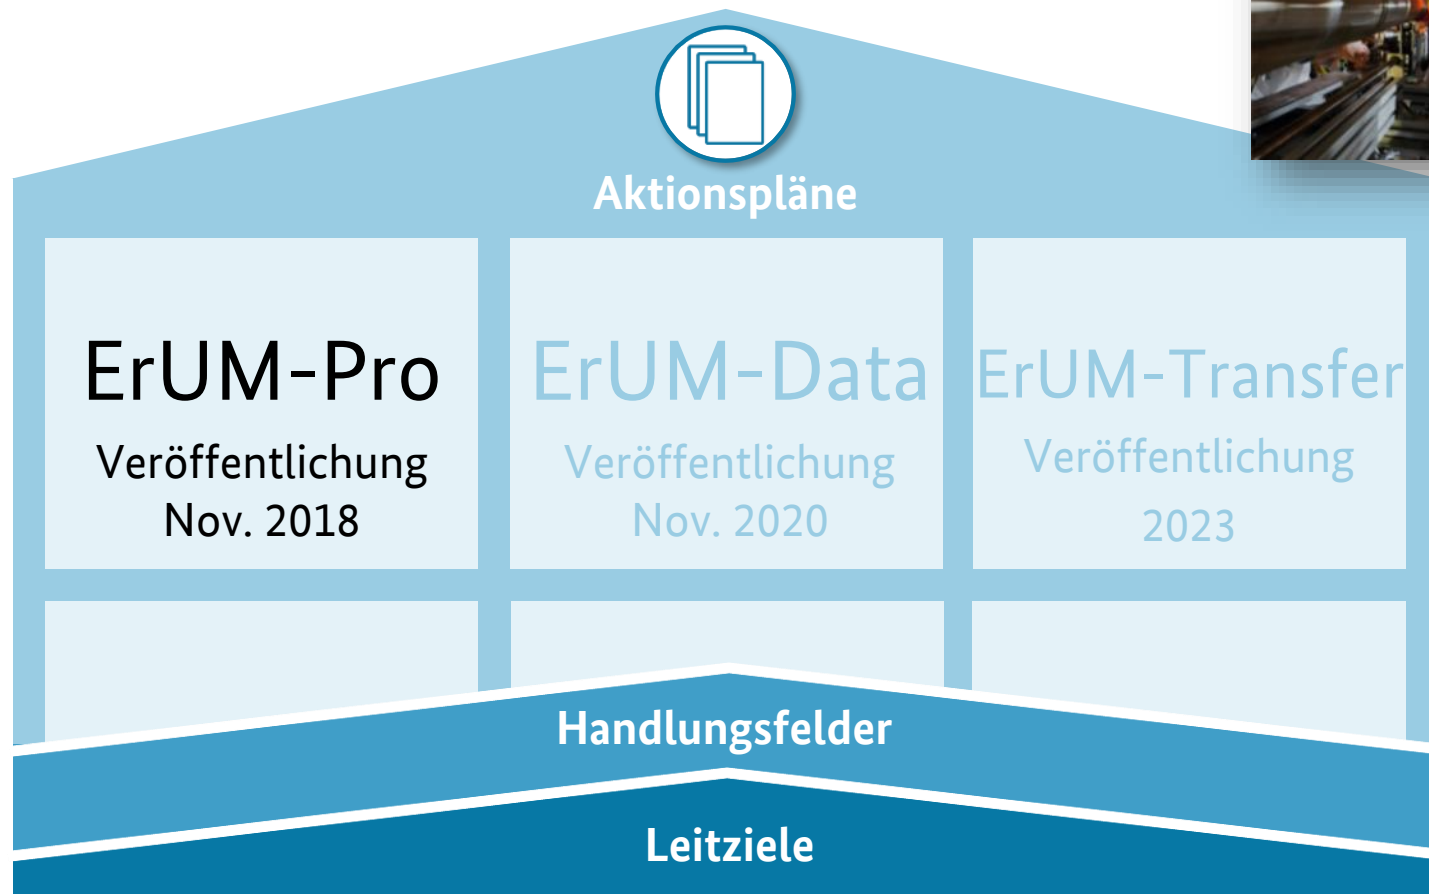 Aktionspläne
ErUM-Pro
Veröffentlichung
Nov. 2018
ErUM-Data
Veröffentlichung
Nov. 2020
ErUM-Transfer
Veröffentlichung
2023
Handlungsfelder
Leitziele